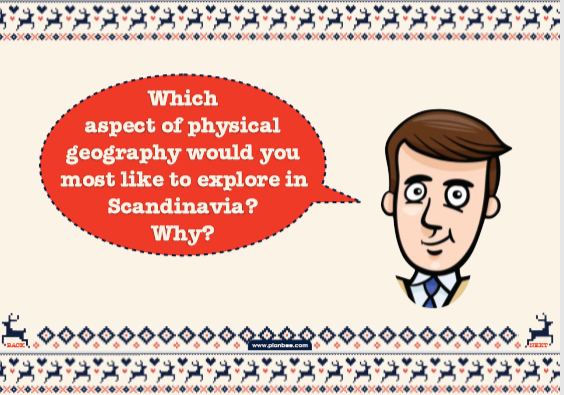 Which
aspect of physical
geography would you
most like to explore in
Scandinavia?
Why?
BACK
www.planbee.com
NEXT